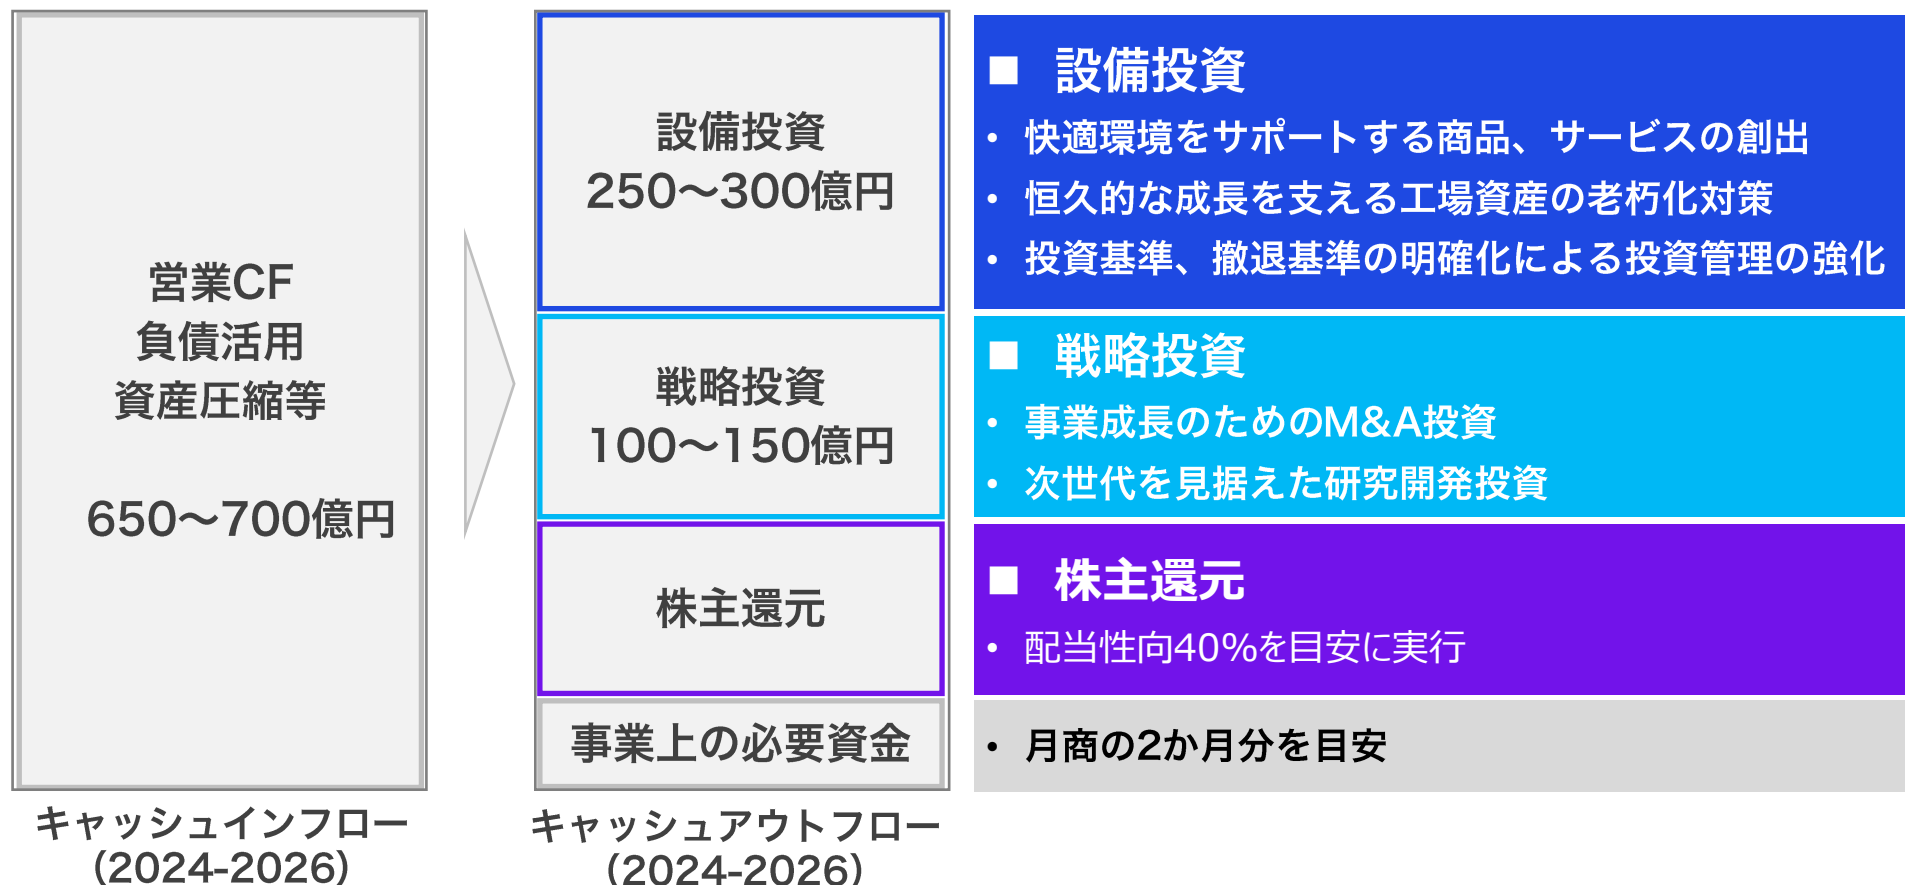 営業CF
負債活用
資産圧縮等
650～700億円
キャッシュインフロー
（2024-2026）
設備投資
250～300億円
戦略投資
100～150億円
株主還元
事業上の必要資金
キャッシュアウトフロー
（2024-2026）
■ 設備投資
• 快適環境をサポートする商品、サービスの創出
• 恒久的な成長を支える工場資産の老朽化対策
• 投資基準、撤退基準の明確化による投資管理の強化
■ 戦略投資
• 事業成長のためのM&A投資
• 次世代を見据えた研究開発投資
■ 株主還元
• 配当性向40%を目安に実行
• 月商の2か月分を目安